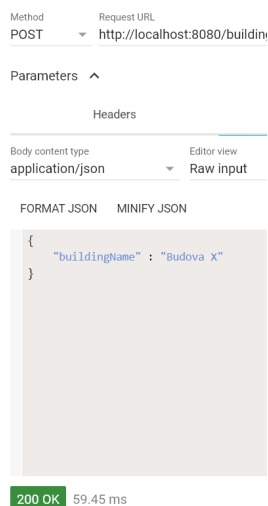 Method Request URL
POST http://localhost:8080/building
Parameters
Headers
Body content type Editor view
application/json Raw input
FORMAT JSON MINIFY JSON
{
"buildingName" : "Budova X"
}
200 OK 59.45 ms